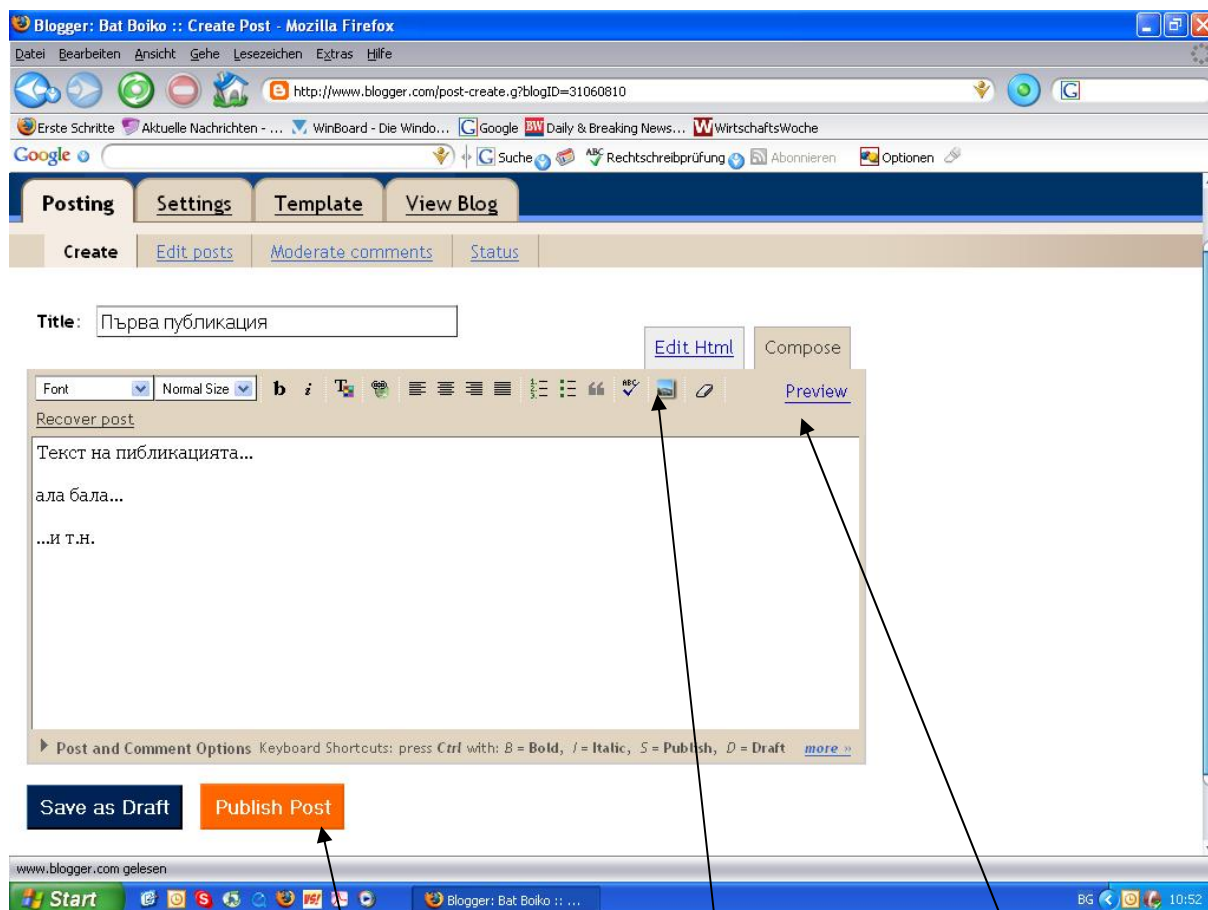 Blogger: Bat Boiko :: Create Post - Mozilla Firefox
Datei Bearbeiten Ansicht Gehe Lesezeichen Extras Hilfe
http://www.blogger.com/post-create.g?blogID=31060810 G
Erste Schritte Aktuelle Nachrichten - ... WinBoard - Die Windo... G Google BW Daily & Breaking News... W WirtschaftsWoche
Google G Suche ABC Rechtschreibprüfung Abonnieren Optionen
Posting Settings Template View Blog
Create Edit posts Moderate comments Status
Title: Първа публикация
Edit Html Compose
Font Normal Size b i T ABC Preview
Recover post
Текст на пибликацията...
ала бала...
...и т.н.
Post and Comment Options Keyboard Shortcuts: press Ctrl with: B = Bold, I = Italic, S = Publish, D = Draft more »
Save as Draft Publish Post
www.blogger.com gelesen
Start Blogger: Bat Boiko :: ... BG 10:52